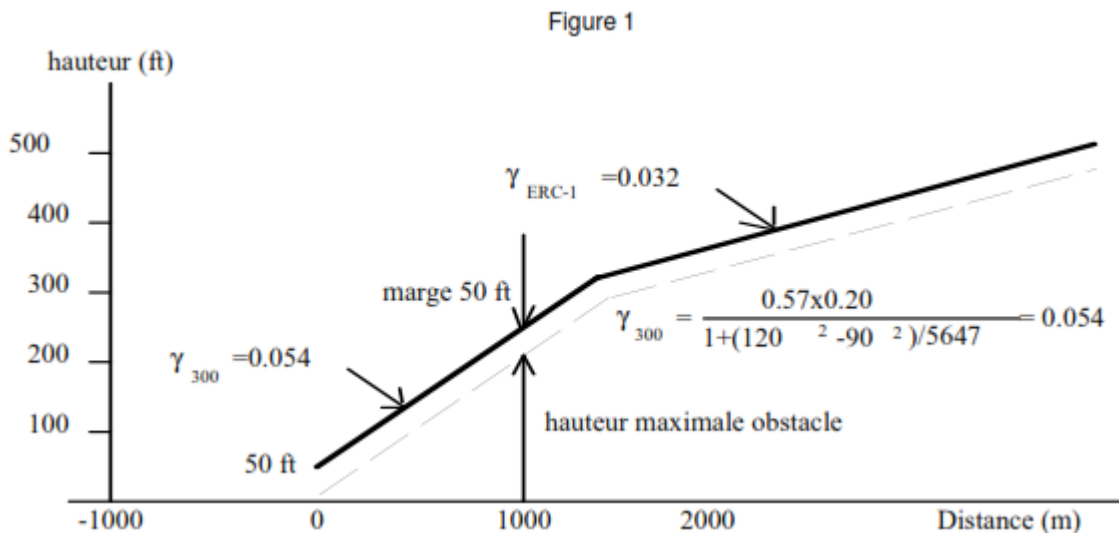 Figure 1
hauteur (ft)
500
γ ERC-1 =0.032
400
300
marge 50 ft
γ 300 = 0.57x0.20 / 1+(120 2 -90 2 )/5647 = 0.054
200
γ 300 =0.054
100
hauteur maximale obstacle
50 ft
-1000 0 1000 2000 Distance (m)